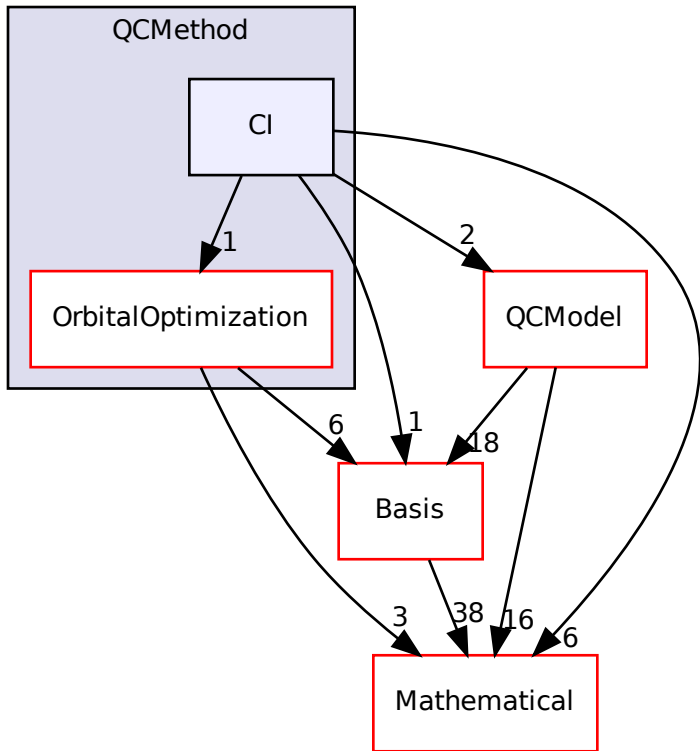 QCMethod
CI
1
2
OrbitalOptimization
QCModel
6
1
18
Basis
3
38
16
6
Mathematical